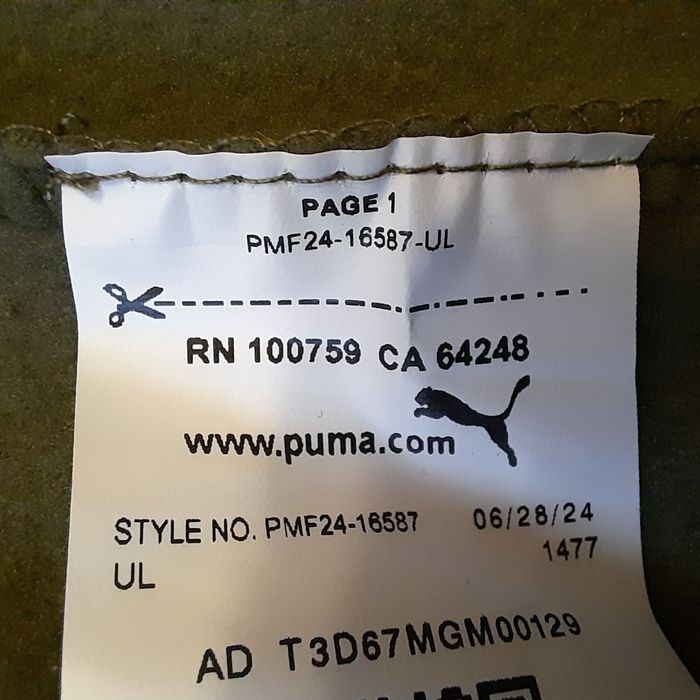 PAGE 1
PMF24-16587-UL
RN 100759 CA 64248
www.puma.com
STYLE NO. PMF24-16587 06/28/24
UL 1477
AD T3D67MGM00129